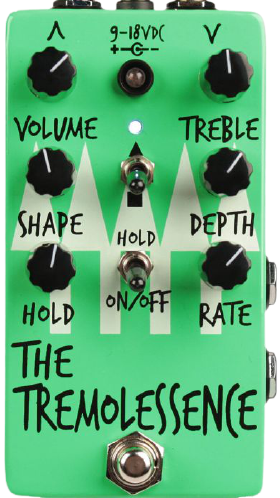 9-18VDC
VOLUME
TREBLE
SHAPE
HOLD
DEPTH
HOLD
ON/OFF
RATE
THE
TREMOLESSENCE